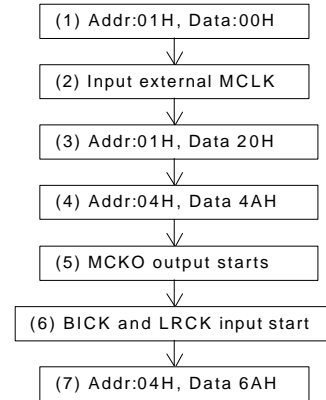 (1) Addr:01H, Data:00H
(2) Input external MCLK
(3) Addr:01H, Data 20H
(4) Addr:04H, Data 4AH
(5) MCKO output starts
(6) BICK and LRCK input start
(7) Addr:04H, Data 6AH